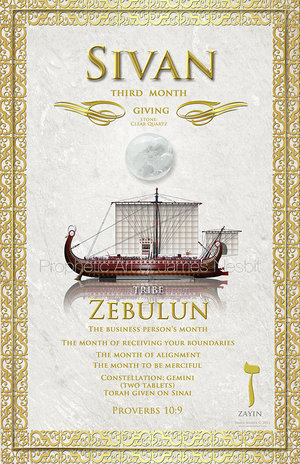 SIVAN
THIRD MONTH
GIVING
STONE:
CLEAR QUARTZ
Prophetic Art of James Nesbit
TRIBE
ZEBULUN
THE BUSINESS PERSON'S MONTH
THE MONTH OF RECEIVING YOUR BOUNDARIES
THE MONTH OF ALIGNMENT
THE MONTH TO BE MERCIFUL
CONSTELLATION: GEMINI
(TWO TABLETS)
TORAH GIVEN ON SINAI
PROVERBS 10:9
ז
ZAYIN